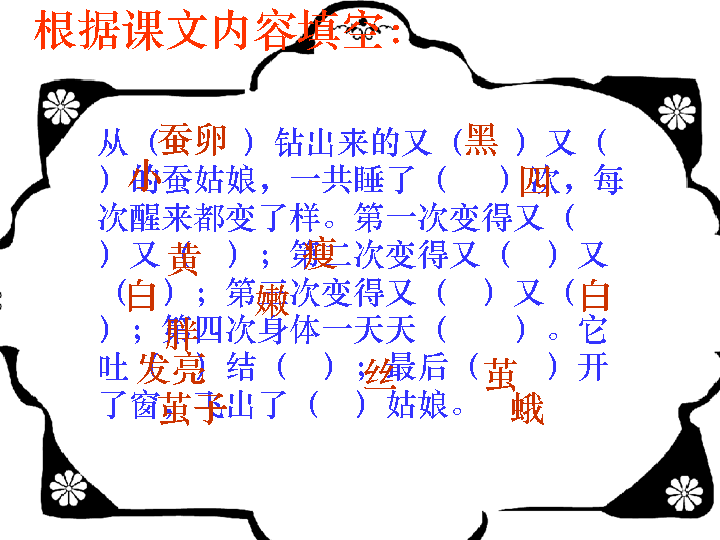 根据课文内容填空:
从（蚕卵）钻出来的又（黑）又（
小）的蚕姑娘，一共睡了（四）次，每
次醒来都变了样。第一次变得又（
黄）又（瘦）；第二次变得又（ ）又
（白）；第三次变得又（嫩）又（白
）；第四次身体一天天（胖）。它
吐（发亮）结（丝）；最后（茧）开
了窗，飞出了（ ）姑娘。
茧子
蛾